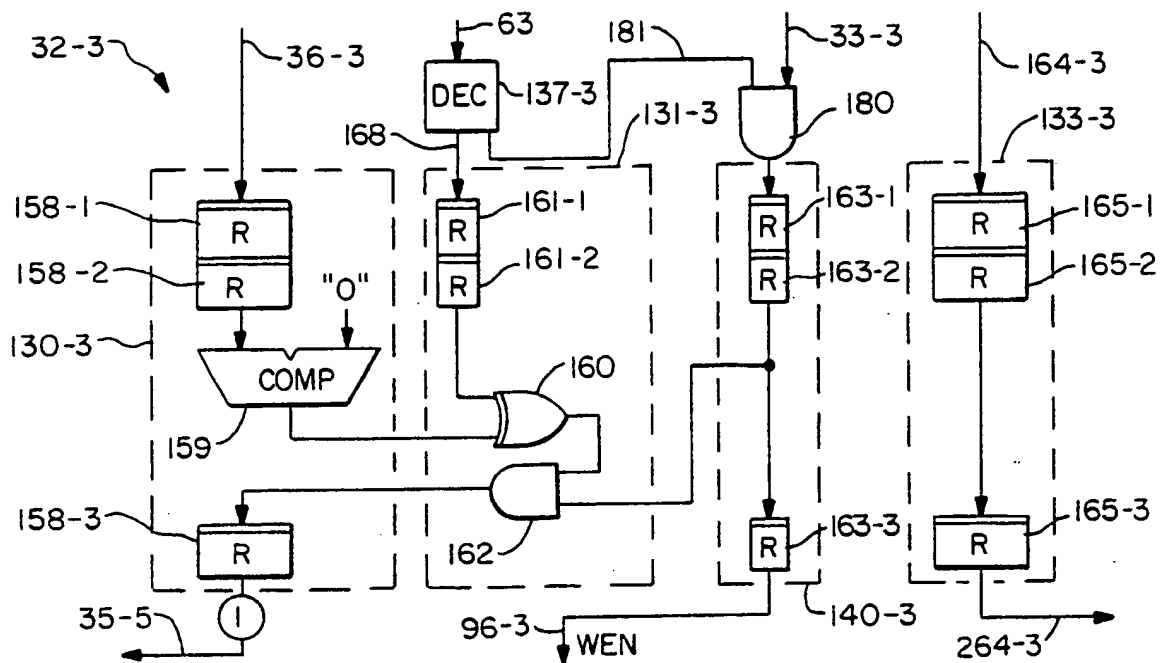 32-3
36-3
63
181
33-3
164-3
DEC
137-3
131-3
180
133-3
168
158-1
R
161-1
R
163-1
R
165-1
R
158-2
R
161-2
R
163-2
R
165-2
R
"0"
130-3
COMP
160
159
158-3
R
162
163-3
R
165-3
R
I
35-5
96-3
WEN
140-3
264-3